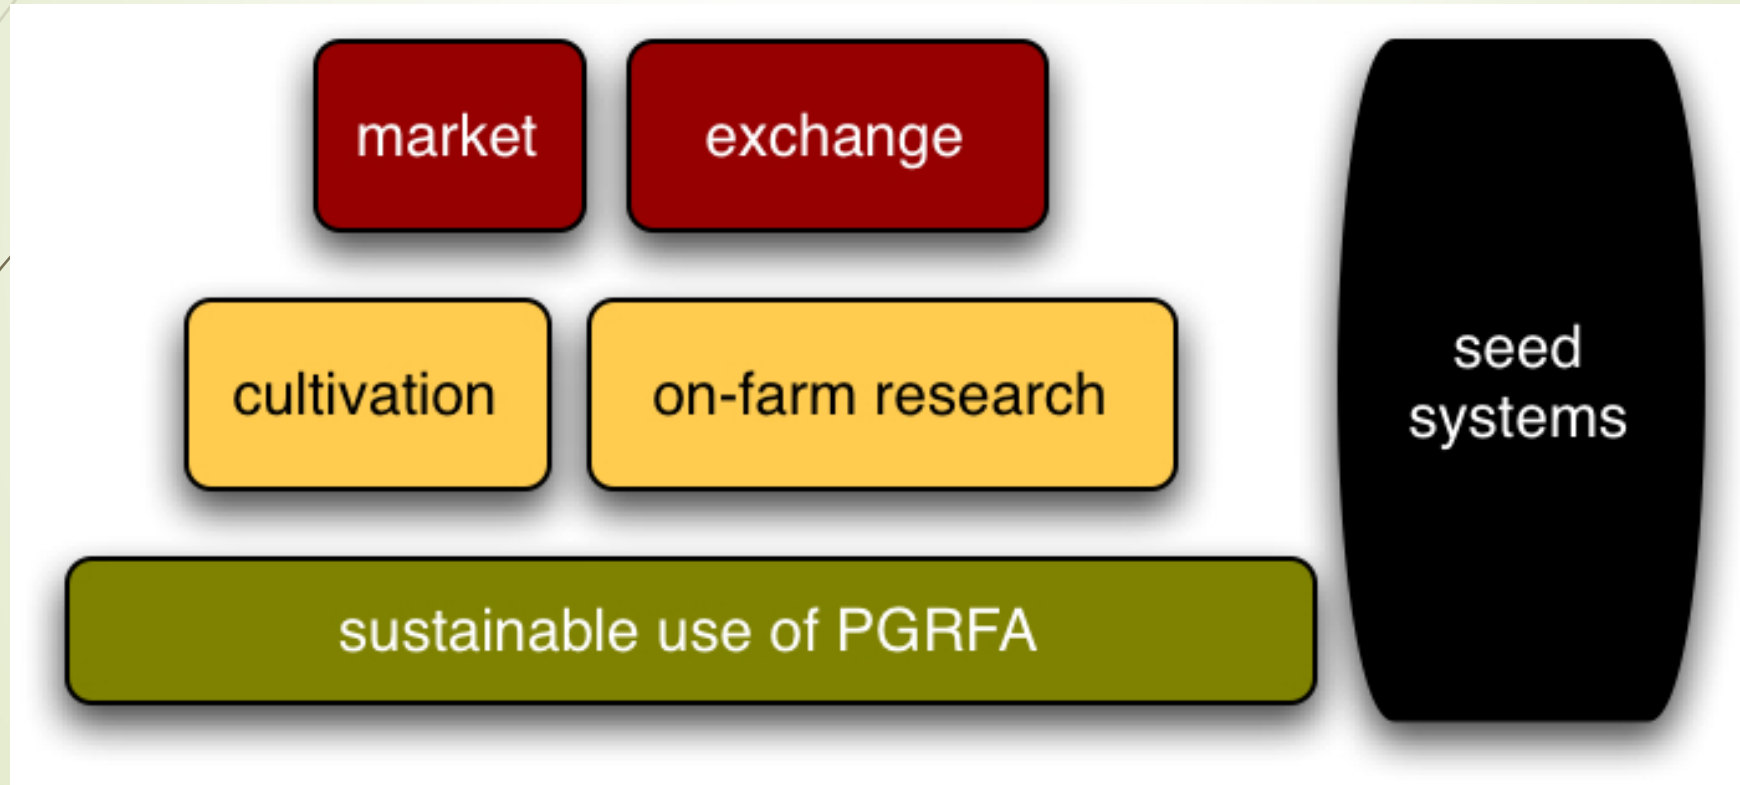 market
exchange
cultivation
on-farm research
sustainable use of PGRFA
seed
systems